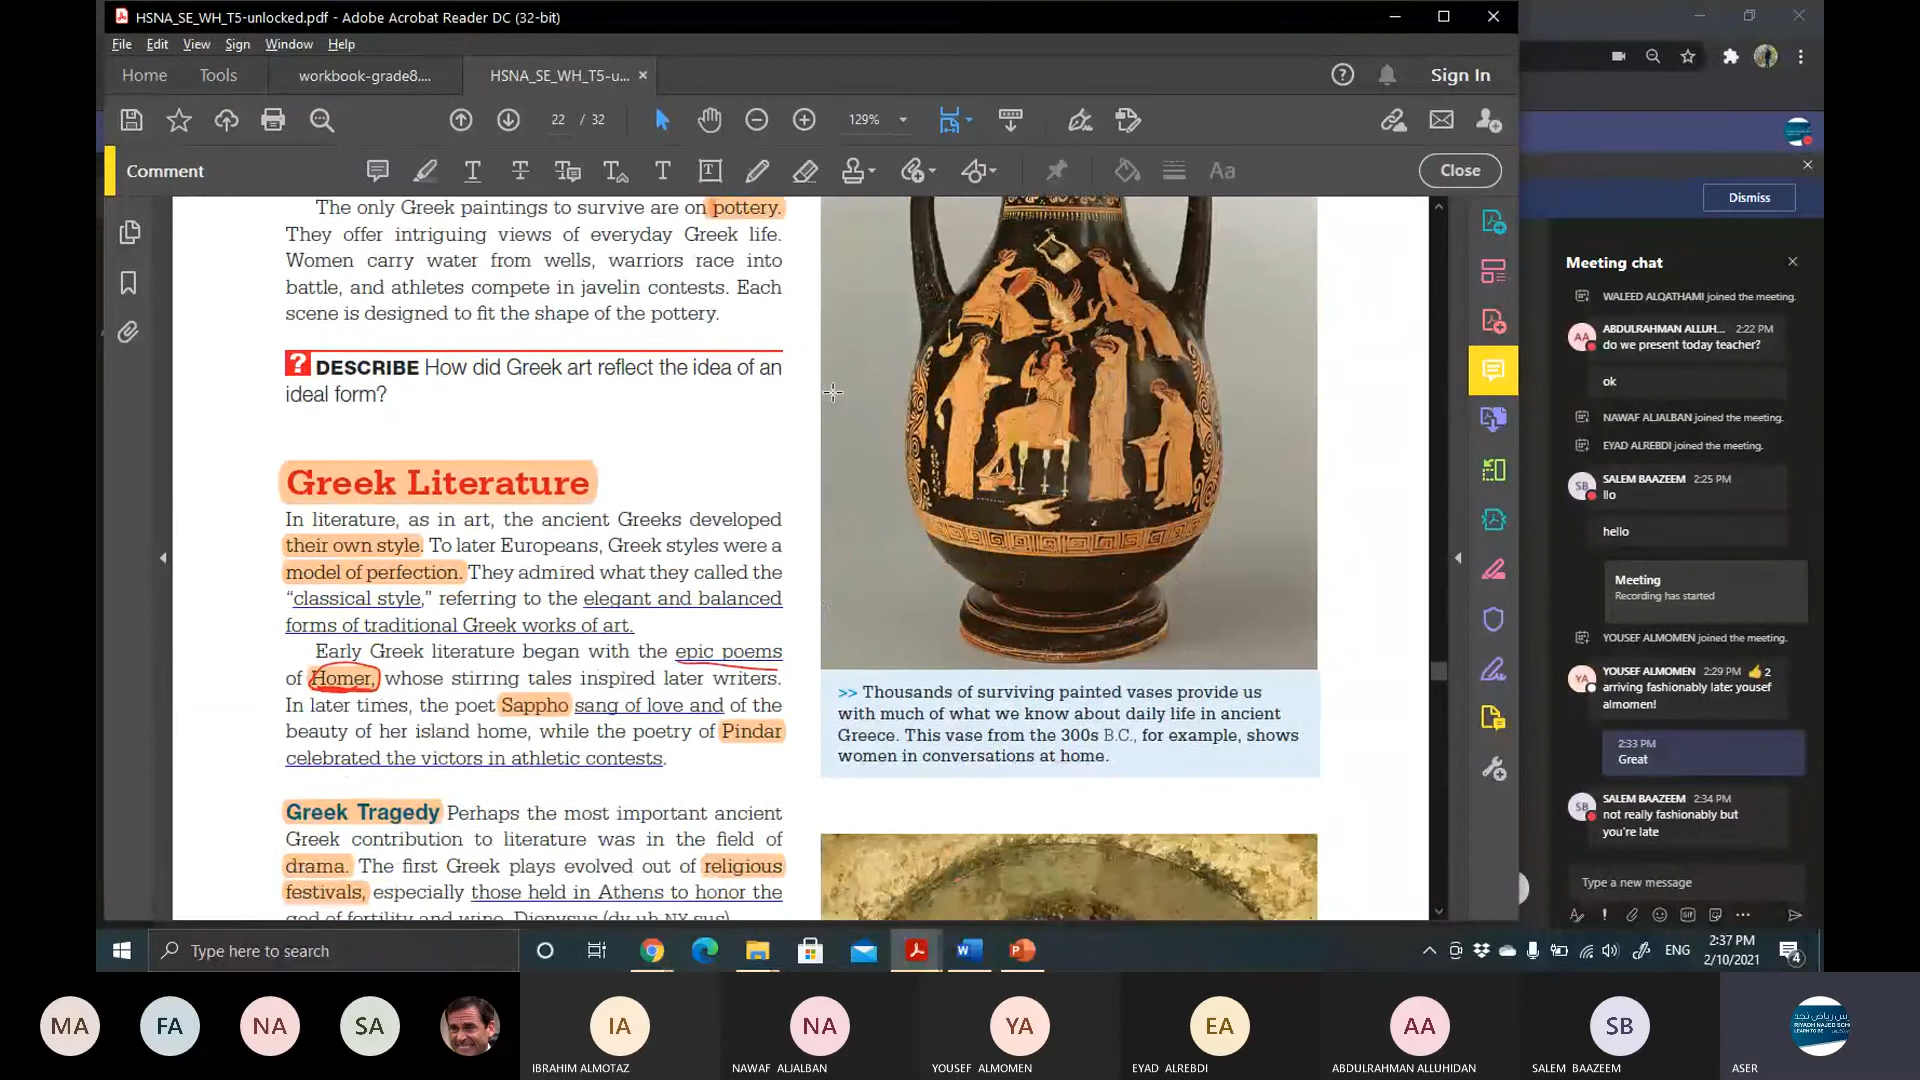 HSNA_SE_WH_T5-unlocked.pdf - Adobe Acrobat Reader DC (32-bit)
File Edit View Sign Window Help
Home Tools workbook-grade8.... HSNA_SE_WH_T5-u... Sign In
22 / 32 129%
Comment
Close
The only Greek paintings to survive are on pottery.
They offer intriguing views of everyday Greek life.
Women carry water from wells, warriors race into
battle, and athletes compete in javelin contests. Each
scene is designed to fit the shape of the pottery.
? DESCRIBE How did Greek art reflect the idea of an
ideal form?
Greek Literature
In literature, as in art, the ancient Greeks developed
their own style. To later Europeans, Greek styles were a
model of perfection. They admired what they called the
“classical style,” referring to the elegant and balanced
forms of traditional Greek works of art.
Early Greek literature began with the epic poems
of Homer, whose stirring tales inspired later writers.
In later times, the poet Sappho sang of love and of the
beauty of her island home, while the poetry of Pindar
celebrated the victors in athletic contests.
Greek Tragedy Perhaps the most important ancient
Greek contribution to literature was in the field of
drama. The first Greek plays evolved out of religious
festivals, especially those held in Athens to honor the
god of fertility and wine, Dionysus (dy uh NY sus).
>> Thousands of surviving painted vases provide us
with much of what we know about daily life in ancient
Greece. This vase from the 300s B.C., for example, shows
women in conversations at home.
Dismiss
Meeting chat
WALEED ALQATHAMI joined the meeting.
AA ABDULRAHMAN ALLUH... 2:22 PM
do we present today teacher?
ok
NAWAF ALJALBAN joined the meeting.
EYAD ALREBDI joined the meeting.
SB SALEM BAAZEEM 2:25 PM
llo
hello
Meeting
Recording has started
YOUSEF ALMOMEN joined the meeting.
YA YOUSEF ALMOMEN 2:29 PM 👍 2
arriving fashionably late: yousef
almomen!
2:33 PM
Great
SB SALEM BAAZEEM 2:34 PM
not really fashionably but
you're late
Type a new message
Type here to search
ENG
2:37 PM
2/10/2021
4
MA FA NA SA IA NA YA EA AA SB
IBRAHIM ALMOTAZ NAWAF ALJALBAN YOUSEF ALMOMEN EYAD ALREBDI ABDULRAHMAN ALLUHIDAN SALEM BAAZEEM ASER